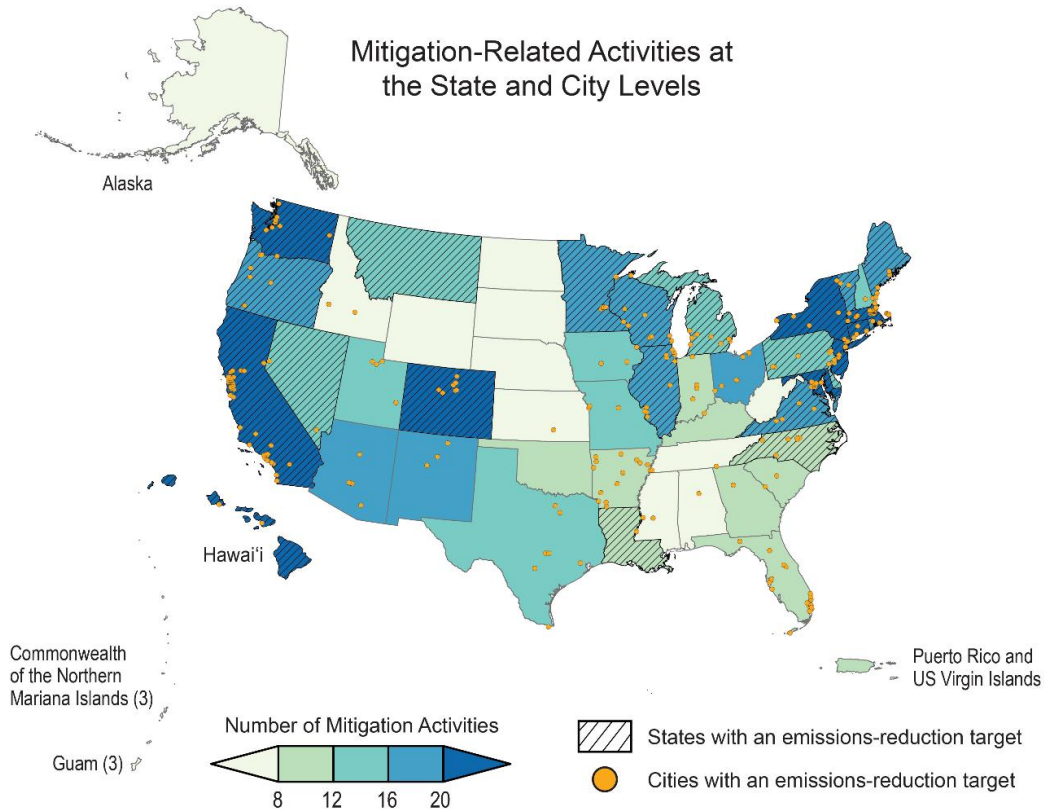 Mitigation-Related Activities at
the State and City Levels
Alaska
Hawai‘i
Commonwealth
of the Northern
Mariana Islands (3)
Guam (3)
Puerto Rico and
US Virgin Islands
Number of Mitigation Activities
8 12 16 20
States with an emissions-reduction target
Cities with an emissions-reduction target